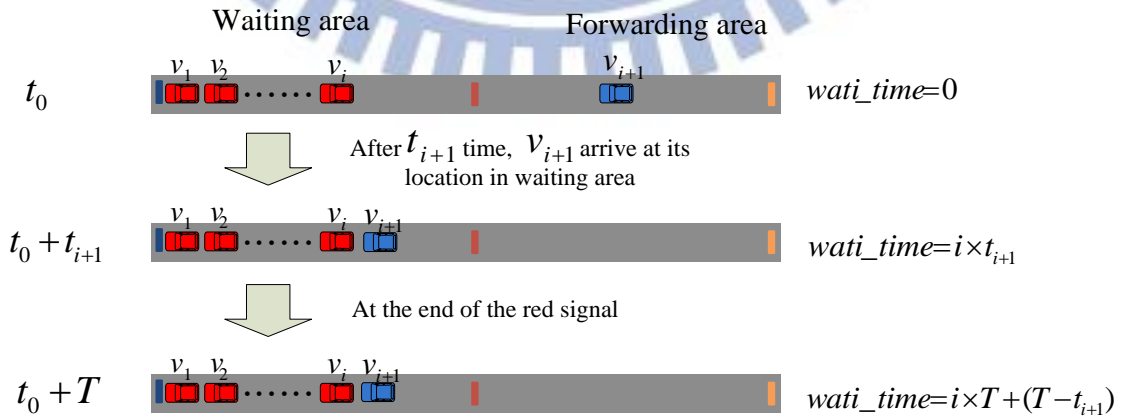 Waiting area Forwarding area
v₁ v₂ vᵢ vᵢ₊₁
t₀ wati_time=0
After tᵢ₊₁ time, vᵢ₊₁ arrive at its
location in waiting area
v₁ v₂ vᵢ vᵢ₊₁
t₀ + tᵢ₊₁ wati_time=i×tᵢ₊₁
At the end of the red signal
v₁ v₂ vᵢ vᵢ₊₁
t₀ + T wati_time=i×T+(T−tᵢ₊₁)